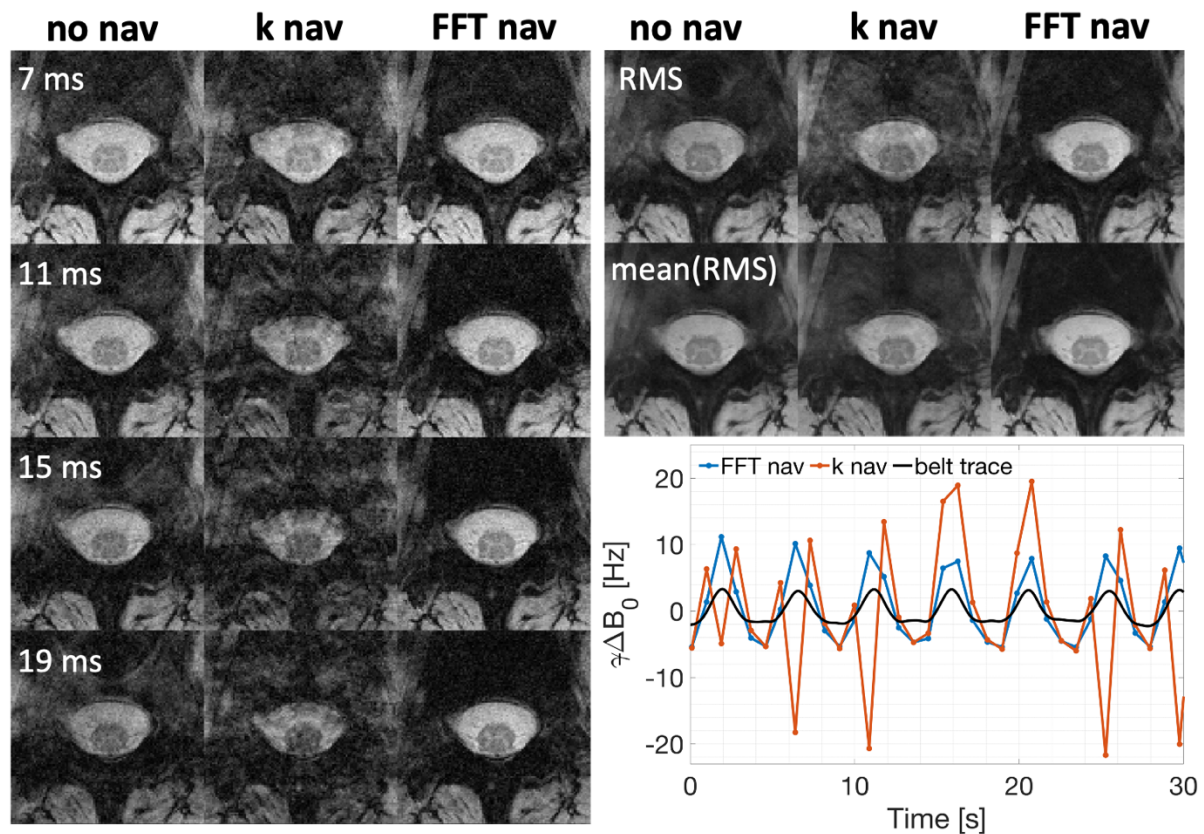 no nav k nav FFT nav
7 ms
11 ms
15 ms
19 ms
no nav k nav FFT nav
RMS
mean(RMS)
FFT nav k nav belt trace
20
10
0
-10
-20
ɣΔB₀ [Hz]
0 10 20 30
Time [s]